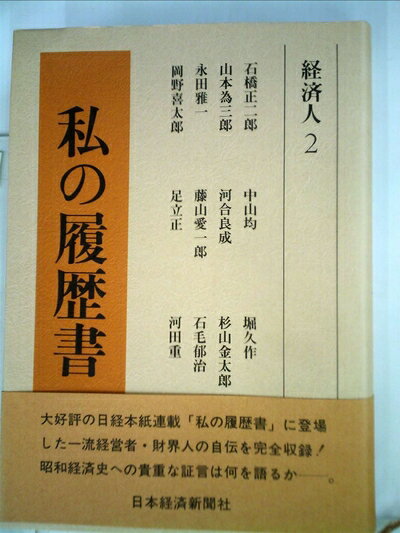 経済人 2
石橋正二郎 中山均 堀久作
山本為三郎 河合良成 杉山金太郎
永田雅一 藤山愛一郎 石毛郁治
岡野喜太郎 足立正 河田重
私の履歴書
大好評の日経本紙連載「私の履歴書」に登場
した一流経営者・財界人の自伝を完全収録！
昭和経済史への貴重な証言は何を語るか――。
日本経済新聞社